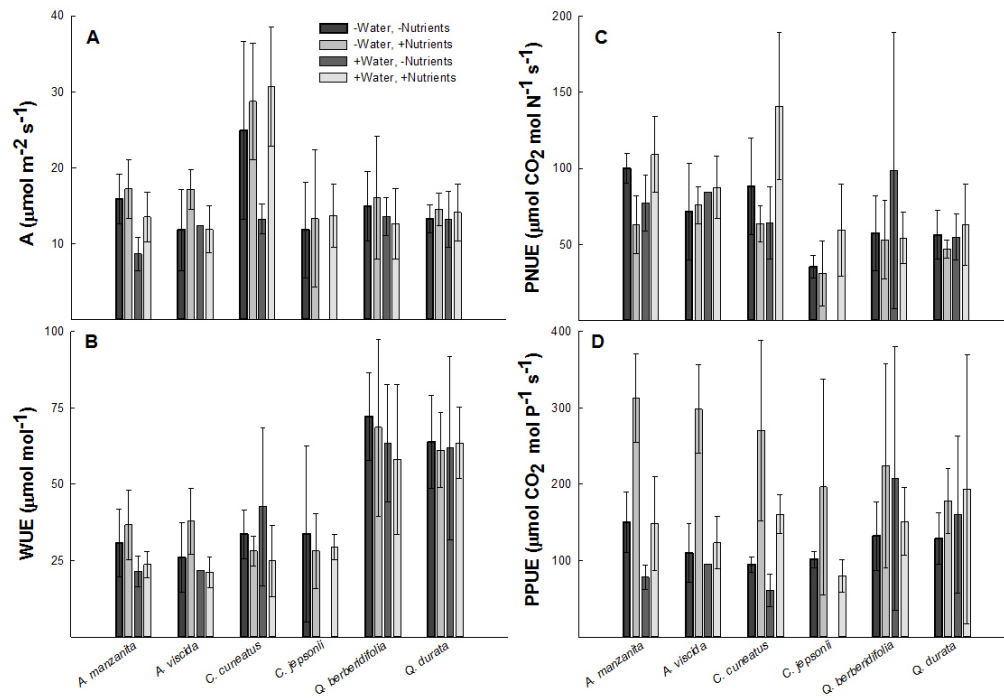 A
-Water, -Nutrients
-Water, +Nutrients
+Water, -Nutrients
+Water, +Nutrients
A (μmol m⁻² s⁻¹)
40
30
20
10
B
WUE (μmol mol⁻¹)
100
75
50
25
A. manzanita
A. viscida
C. cuneatus
C. jepsonii
Q. berberidifolia
Q. durata
C
PNUE (μmol CO₂ mol N⁻¹ s⁻¹)
200
150
100
50
D
PPUE (μmol CO₂ mol P⁻¹ s⁻¹)
400
300
200
100
A. manzanita
A. viscida
C. cuneatus
C. jepsonii
Q. berberidifolia
Q. durata